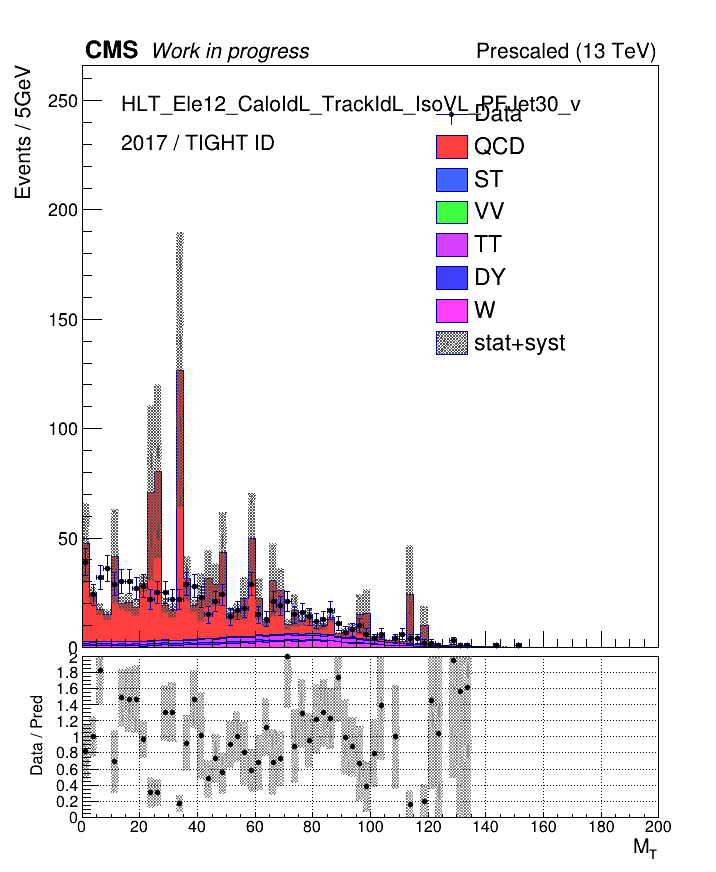 CMS Work in progress Prescaled (13 TeV)
Events / 5GeV
HLT_Ele12_CaloIdL_TrackIdL_IsoVL_PFJet30_v
2017 / TIGHT ID
Data
QCD
ST
VV
TT
DY
W
stat+syst
250
200
150
100
50
0
Data / Pred
2
1.8
1.6
1.4
1.2
1
0.8
0.6
0.4
0.2
0
0 20 40 60 80 100 120 140 160 180 200
M_T